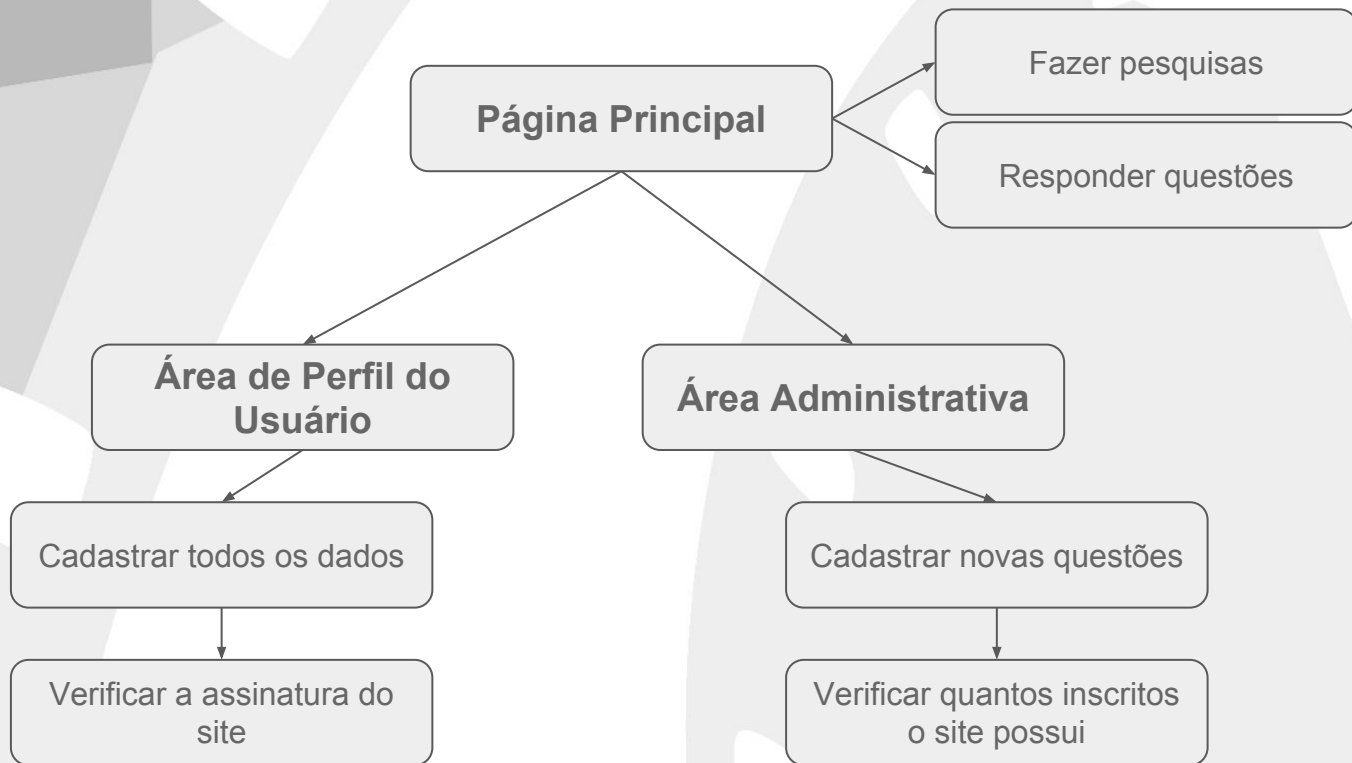 Fazer pesquisas
Página Principal
Responder questões
Área de Perfil do
Usuário
Área Administrativa
Cadastrar todos os dados
Cadastrar novas questões
Verificar a assinatura do
site
Verificar quantos inscritos
o site possui